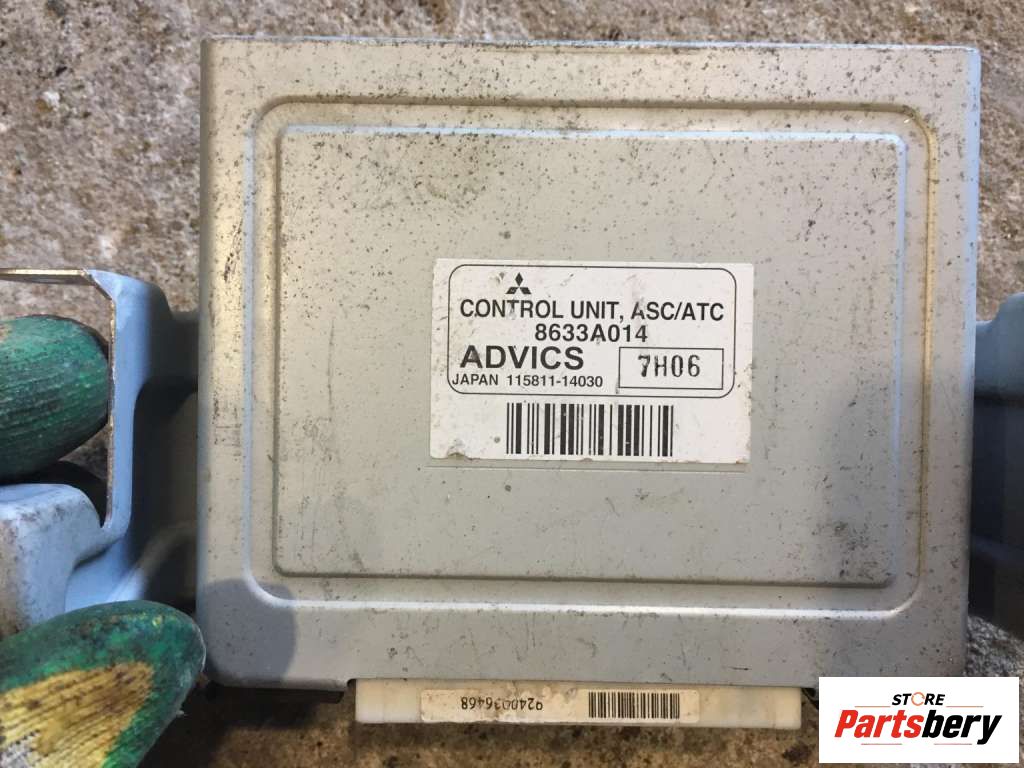 CONTROL UNIT, ASC/ATC
8633A014
ADVICS 7H06
JAPAN 115811-14030
9240036468
STORE
Partsbery